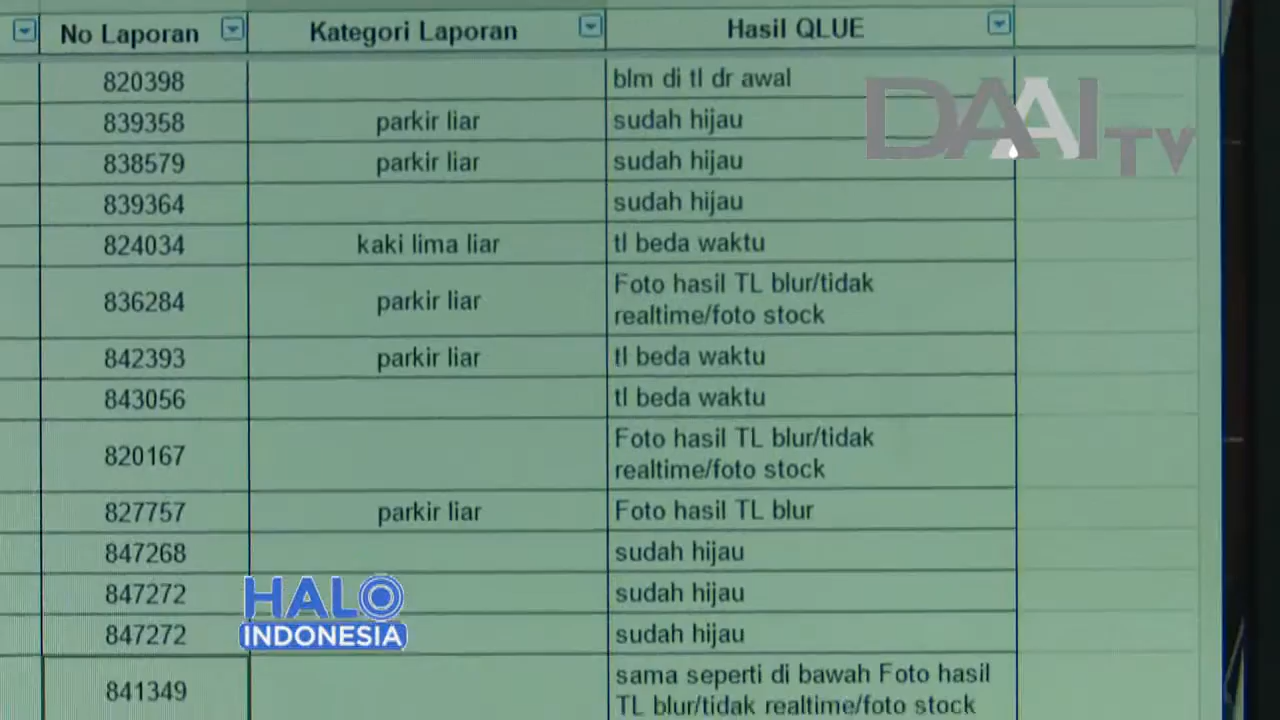 No Laporan Kategori Laporan Hasil QLUE
820398 blm di tl dr awal
839358 parkir liar sudah hijau
838579 parkir liar sudah hijau
839364 sudah hijau
824034 kaki lima liar tl beda waktu
836284 parkir liar Foto hasil TL blur/tidak
realtime/foto stock
842393 parkir liar tl beda waktu
843056 tl beda waktu
820167 Foto hasil TL blur/tidak
realtime/foto stock
827757 parkir liar Foto hasil TL blur
847268 sudah hijau
847272 sudah hijau
847272 sudah hijau
841349 sama seperti di bawah Foto hasil
TL blur/tidak realtime/foto stock
DAAI TV
HALO
INDONESIA